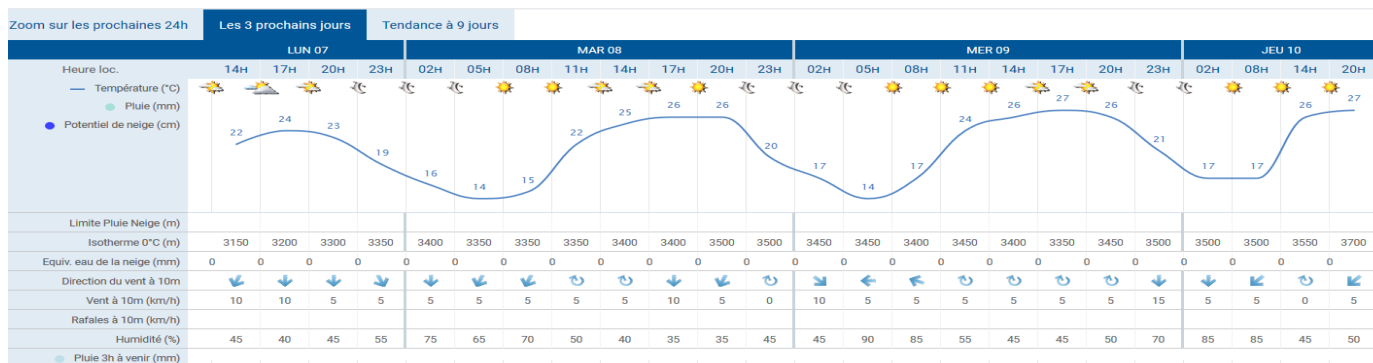 Zoom sur les prochaines 24h Les 3 prochains jours Tendance à 9 jours
LUN 07 MAR 08 MER 09 JEU 10
Heure loc. 14H 17H 20H 23H 02H 05H 08H 11H 14H 17H 20H 23H 02H 05H 08H 11H 14H 17H 20H 23H 02H 08H 14H 20H
Température (°C)
Pluie (mm)
Potentiel de neige (cm)
22 24 23 19 16 14 15 22 25 26 26 20 17 14 17 24 26 27 26 21 17 17 26 27
Limite Pluie Neige (m)
Isotherme 0°C (m) 3150 3200 3300 3350 3400 3350 3350 3350 3400 3400 3500 3500 3450 3450 3400 3450 3400 3350 3450 3500 3500 3500 3550 3700
Equiv. eau de la neige (mm) 0 0 0 0 0 0 0 0 0 0 0 0 0 0 0 0 0 0 0 0 0 0 0 0
Direction du vent à 10m
Vent à 10m (km/h) 10 10 5 5 5 5 5 5 5 10 5 0 10 5 5 5 5 5 5 15 5 5 0 5
Rafales à 10m (km/h)
Humidité (%) 45 40 45 55 75 65 70 50 40 35 35 45 45 90 85 55 45 45 50 70 85 85 45 50
Pluie 3h à venir (mm)